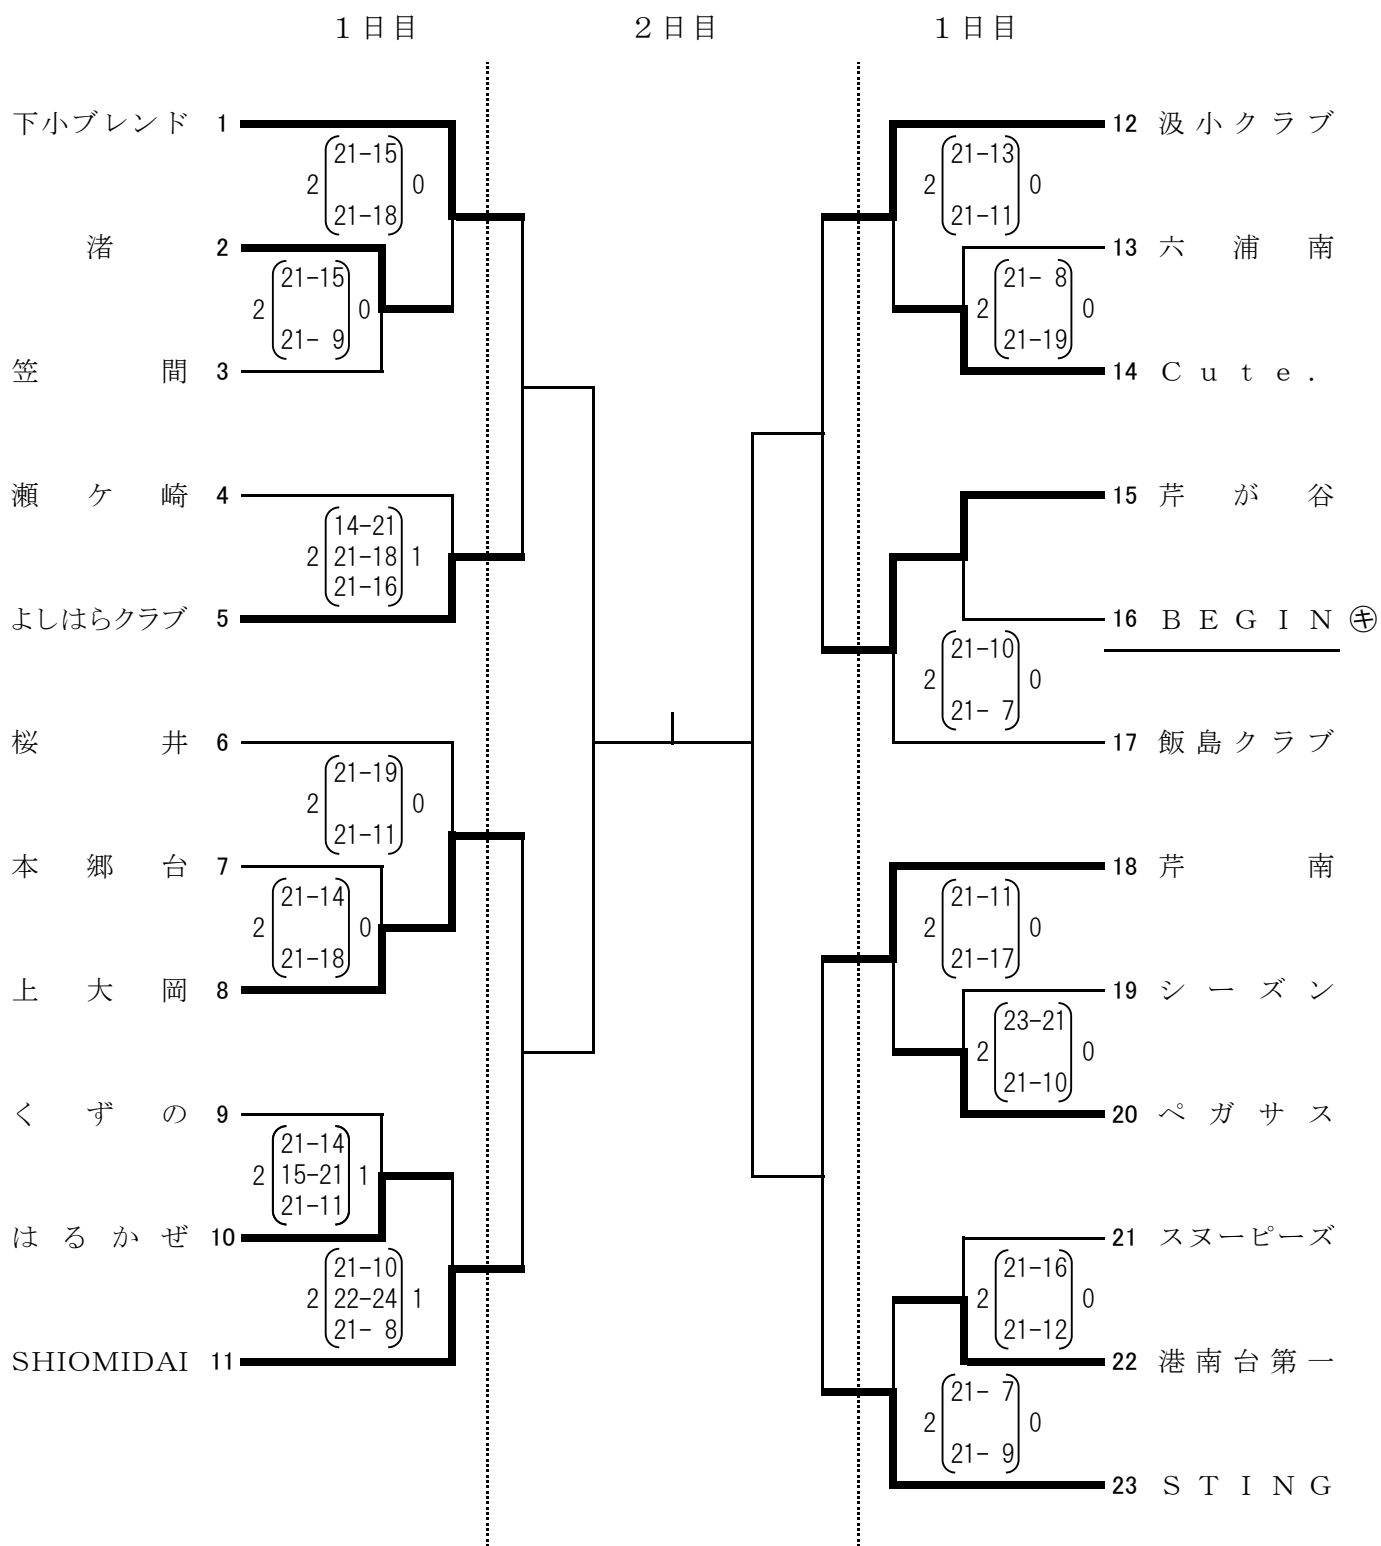 １日目 ２日目 １日目
下小ブレンド 1
2 21-15 0
21-18
渚 2
2 21-15 0
21- 9
笠間 3
瀬ケ崎 4
14-21
2 21-18 1
21-16
よしはらクラブ 5
桜井 6
2 21-19 0
21-11
本郷台 7
2 21-14 0
21-18
上大岡 8
くずの 9
21-14
2 15-21 1
21-11
はるかぜ 10
21-10
2 22-24 1
21- 8
SHIOMIDAI 11
12 汲小クラブ
2 21-13 0
21-11
13 六浦南
2 21- 8 0
21-19
14 Ｃｕｔｅ．
15 芹が谷
16 ＢＥＧＩＮ ㋖
2 21-10 0
21- 7
17 飯島クラブ
18 芹南
2 21-11 0
21-17
19 シーズン
2 23-21 0
21-10
20 ペガサス
21 スヌーピーズ
2 21-16 0
21-12
22 港南台第一
2 21- 7 0
21- 9
23 ＳＴＩＮＧ